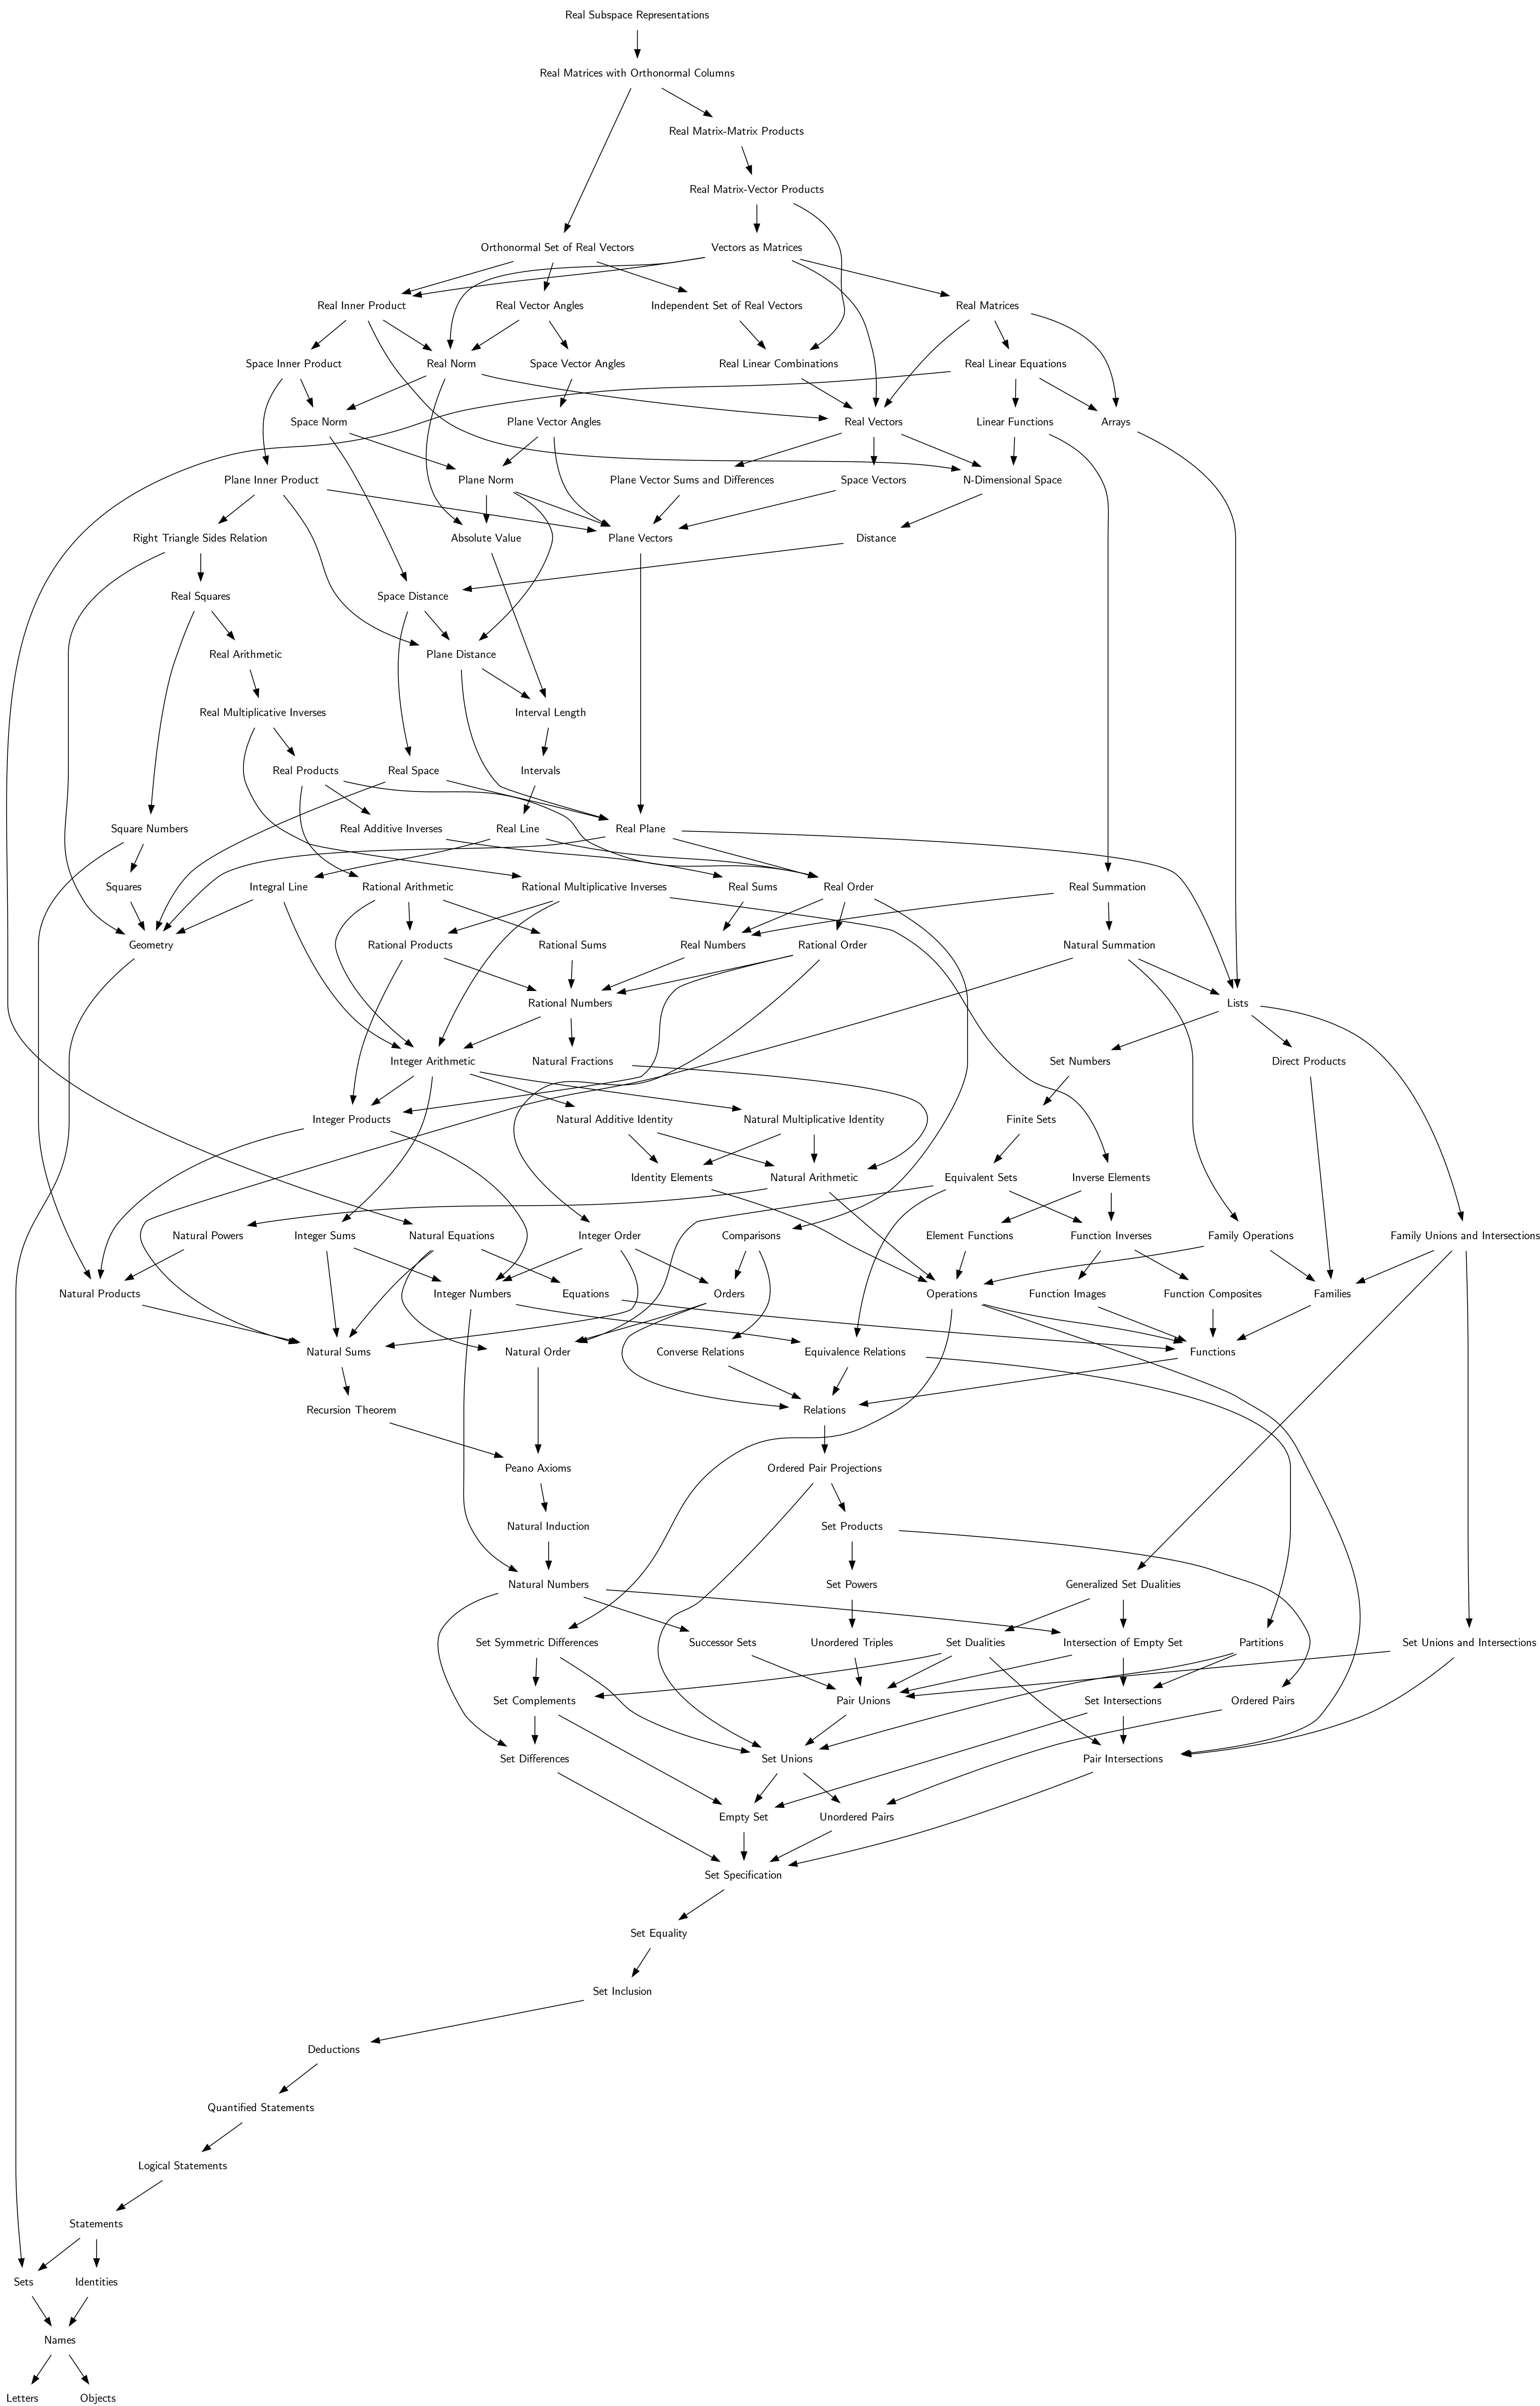 Real Subspace Representations
Real Matrices with Orthonormal Columns
Real Matrix-Matrix Products
Real Matrix-Vector Products
Orthonormal Set of Real Vectors
Vectors as Matrices
Real Inner Product
Real Vector Angles
Independent Set of Real Vectors
Real Matrices
Space Inner Product
Real Norm
Space Vector Angles
Real Linear Combinations
Real Linear Equations
Space Norm
Plane Vector Angles
Real Vectors
Linear Functions
Arrays
Plane Inner Product
Plane Norm
Plane Vector Sums and Differences
Space Vectors
N-Dimensional Space
Right Triangle Sides Relation
Absolute Value
Plane Vectors
Distance
Real Squares
Space Distance
Real Arithmetic
Plane Distance
Real Multiplicative Inverses
Interval Length
Real Products
Real Space
Intervals
Square Numbers
Real Additive Inverses
Real Line
Real Plane
Squares
Integral Line
Rational Arithmetic
Rational Multiplicative Inverses
Real Sums
Real Order
Real Summation
Geometry
Rational Products
Rational Sums
Real Numbers
Rational Order
Natural Summation
Rational Numbers
Lists
Integer Arithmetic
Natural Fractions
Set Numbers
Direct Products
Integer Products
Natural Additive Identity
Natural Multiplicative Identity
Finite Sets
Identity Elements
Natural Arithmetic
Equivalent Sets
Inverse Elements
Natural Powers
Integer Sums
Natural Equations
Integer Order
Comparisons
Element Functions
Function Inverses
Family Operations
Family Unions and Intersections
Natural Products
Integer Numbers
Equations
Orders
Operations
Function Images
Function Composites
Families
Natural Sums
Natural Order
Converse Relations
Equivalence Relations
Functions
Recursion Theorem
Relations
Peano Axioms
Ordered Pair Projections
Natural Induction
Set Products
Natural Numbers
Set Powers
Generalized Set Dualities
Set Symmetric Differences
Successor Sets
Unordered Triples
Set Dualities
Intersection of Empty Set
Partitions
Set Unions and Intersections
Set Complements
Pair Unions
Set Intersections
Ordered Pairs
Set Differences
Set Unions
Pair Intersections
Empty Set
Unordered Pairs
Set Specification
Set Equality
Set Inclusion
Deductions
Quantified Statements
Logical Statements
Statements
Sets
Identities
Names
Letters
Objects